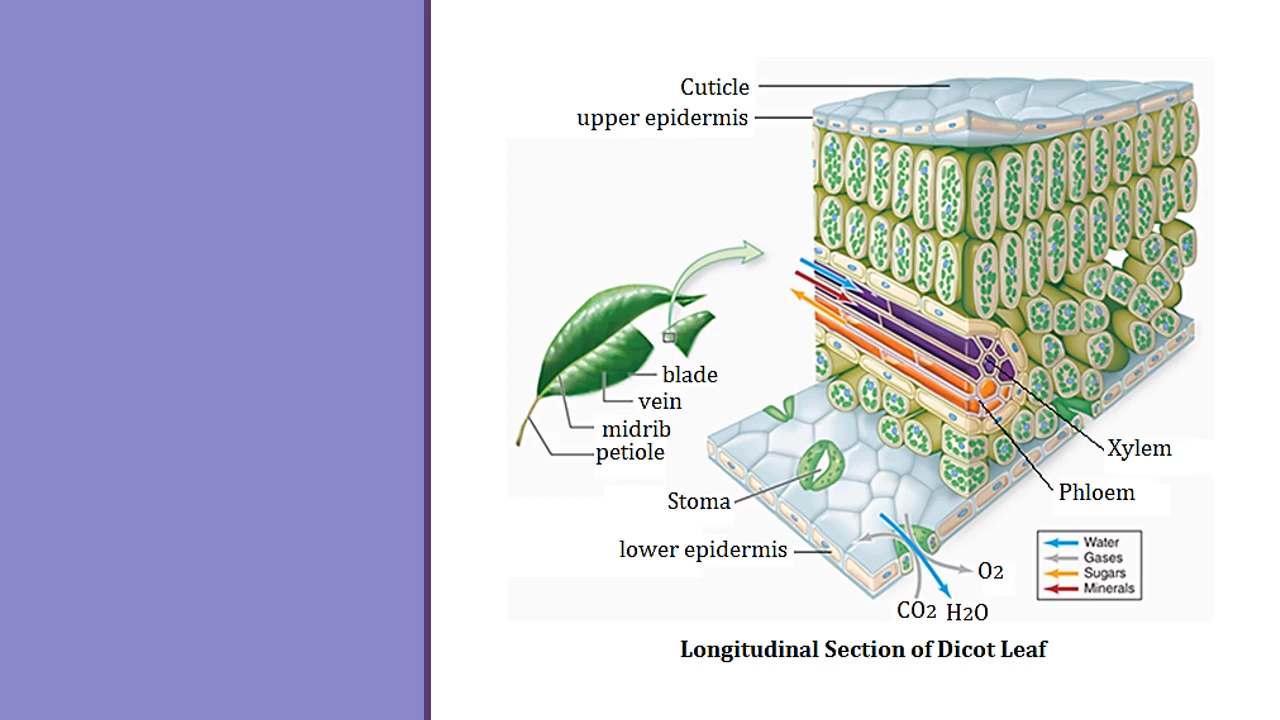 Cuticle
upper epidermis
blade
vein
midrib
petiole
Xylem
Phloem
Stoma
lower epidermis
Water
Gases
Sugars
Minerals
O2
CO2 H2O
Longitudinal Section of Dicot Leaf